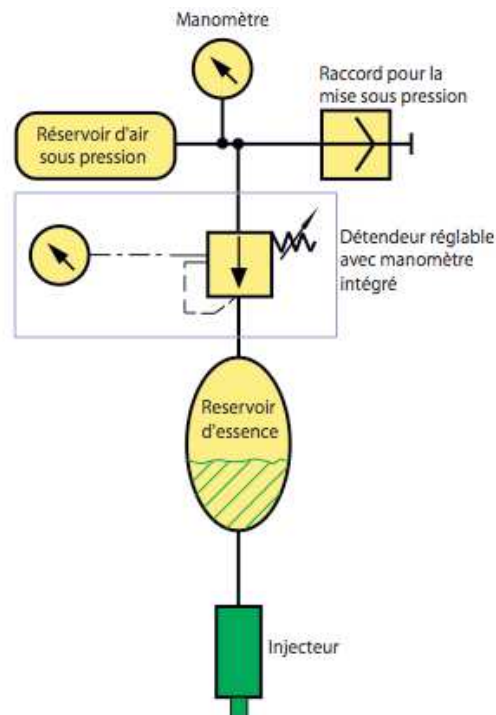 Manomètre
Raccord pour la
mise sous pression
Réservoir d'air
sous pression
Détendeur réglable
avec manomètre
intégré
Reservoir
d'essence
Injecteur